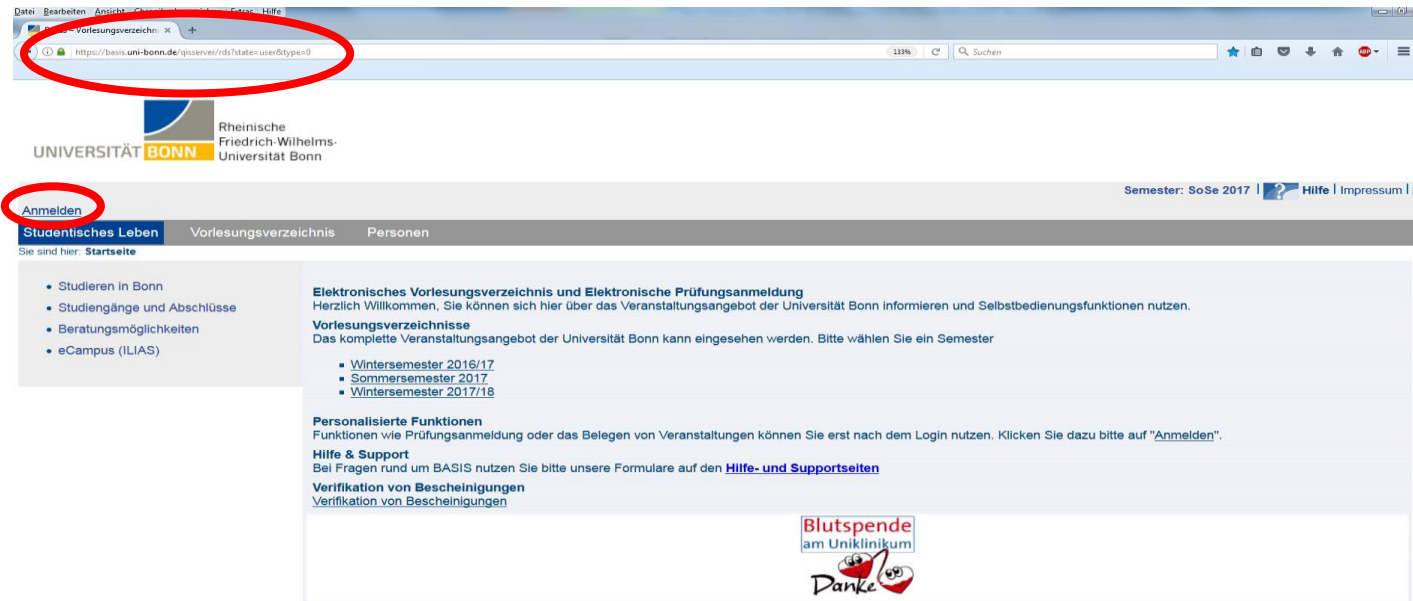 Datei Bearbeiten Ansicht Extras Hilfe
Vorlesungsverzeichn
https://basis.uni-bonn.de/qisserver/rds?state=user&type=0
133%
Suchen
ABP
UNIVERSITÄT BONN
Rheinische
Friedrich-Wilhelms-
Universität Bonn
Semester: SoSe 2017 | ? Hilfe | Impressum |
Anmelden
Studentisches Leben Vorlesungsverzeichnis Personen
Sie sind hier: Startseite
• Studieren in Bonn
• Studiengänge und Abschlüsse
• Beratungsmöglichkeiten
• eCampus (ILIAS)
Elektronisches Vorlesungsverzeichnis und Elektronische Prüfungsanmeldung
Herzlich Willkommen, Sie können sich hier über das Veranstaltungsangebot der Universität Bonn informieren und Selbstbedienungsfunktionen nutzen.
Vorlesungsverzeichnisse
Das komplette Veranstaltungsangebot der Universität Bonn kann eingesehen werden. Bitte wählen Sie ein Semester
▪ Wintersemester 2016/17
▪ Sommersemester 2017
▪ Wintersemester 2017/18
Personalisierte Funktionen
Funktionen wie Prüfungsanmeldung oder das Belegen von Veranstaltungen können Sie erst nach dem Login nutzen. Klicken Sie dazu bitte auf "Anmelden".
Hilfe & Support
Bei Fragen rund um BASIS nutzen Sie bitte unsere Formulare auf den Hilfe- und Supportseiten
Verifikation von Bescheinigungen
Verifikation von Bescheinigungen
Blutspende
am Uniklinikum
Danke